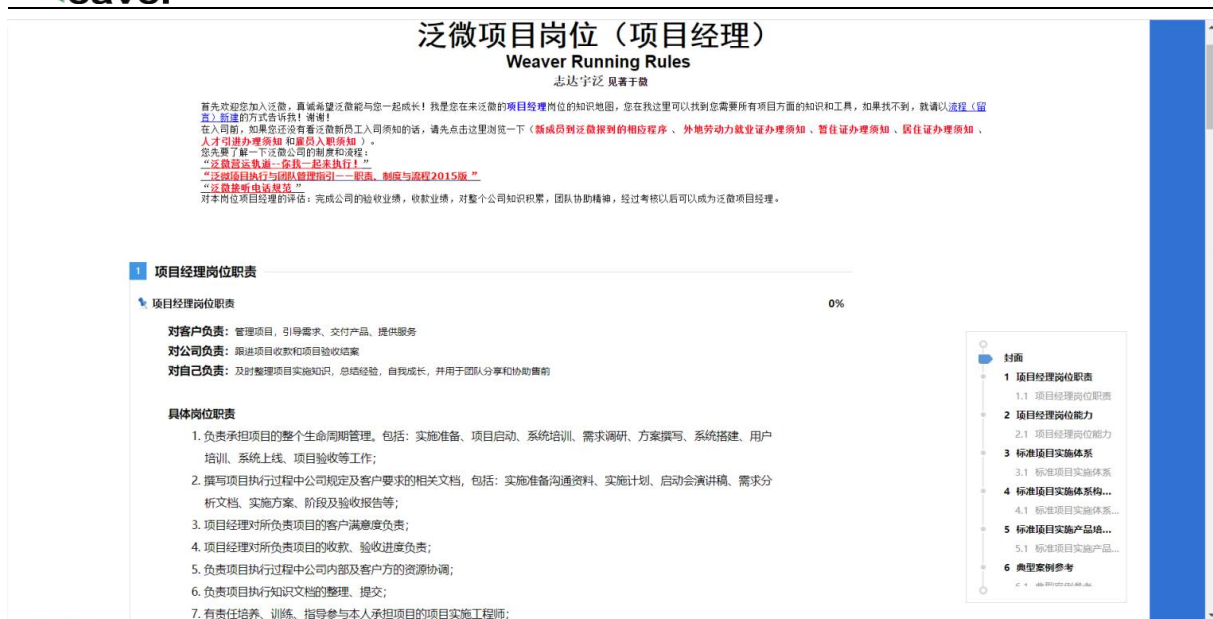 泛微项目岗位（项目经理）
Weaver Running Rules
志达宇泛 见著于微
首先欢迎您加入泛微，真诚希望泛微能与您一起成长！我是您在来泛微的项目经理岗位的知识地图，您在我这里可以找到您需要所有项目方面的知识和工具，如果找不到，就请以流程（留
言）新建的方式告诉我！谢谢！
在入司前，如果您还没有看泛微新员工入司须知的话，请先点击这里浏览一下（新成员到泛微报到的相应程序 、 外地劳动力就业证办理须知 、暂住证办理须知 、居住证办理须知 、
人才引进办理须知 和雇员入职须知 ）。
您先要了解一下泛微公司的制度和流程：
“泛微营运轨道--你我一起来执行！”
“泛微项目执行与团队管理指引——职责、制度与流程2015版 ”
“泛微接听电话规范 ”
对本岗位项目经理的评估：完成公司的验收业绩，收款业绩，对整个公司知识积累，团队协助精神，经过考核以后可以成为泛微项目经理。
1 项目经理岗位职责
项目经理岗位职责 0%
对客户负责：管理项目，引导需求、交付产品、提供服务
对公司负责：跟进项目收款和项目验收结案
对自己负责：及时整理项目实施知识，总结经验，自我成长，并用于团队分享和协助售前
具体岗位职责
1. 负责承担项目的整个生命周期管理。包括：实施准备、项目启动、系统培训、需求调研、方案撰写、系统搭建、用户
培训、系统上线、项目验收等工作；
2. 撰写项目执行过程中公司规定及客户要求的相关文档，包括：实施准备沟通资料、实施计划、启动会演讲稿、需求分
析文档、实施方案、阶段及验收报告等；
3. 项目经理对所负责项目的客户满意度负责；
4. 项目经理对所负责项目的收款、验收进度负责；
5. 负责项目执行过程中公司内部及客户方的资源协调；
6. 负责项目执行知识文档的整理、提交；
7. 有责任培养、训练、指导参与本人承担项目的项目实施工程师；
封面
1 项目经理岗位职责
1.1 项目经理岗位职责
2 项目经理岗位能力
2.1 项目经理岗位能力
3 标准项目实施体系
3.1 标准项目实施体系
4 标准项目实施体系构...
4.1 标准项目实施体系...
5 标准项目实施产品培...
5.1 标准项目实施产品...
6 典型案例参考